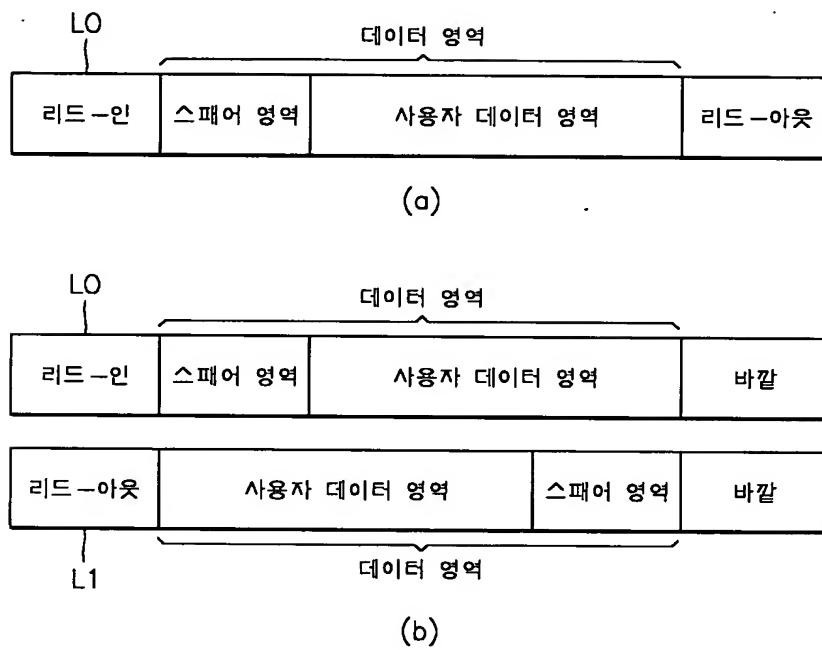 L0
데이터 영역
리드-인 스패어 영역 사용자 데이터 영역 리드-아웃
(a)
L0
데이터 영역
리드-인 스패어 영역 사용자 데이터 영역 바깥
리드-아웃 사용자 데이터 영역 스패어 영역 바깥
L1 데이터 영역
(b)